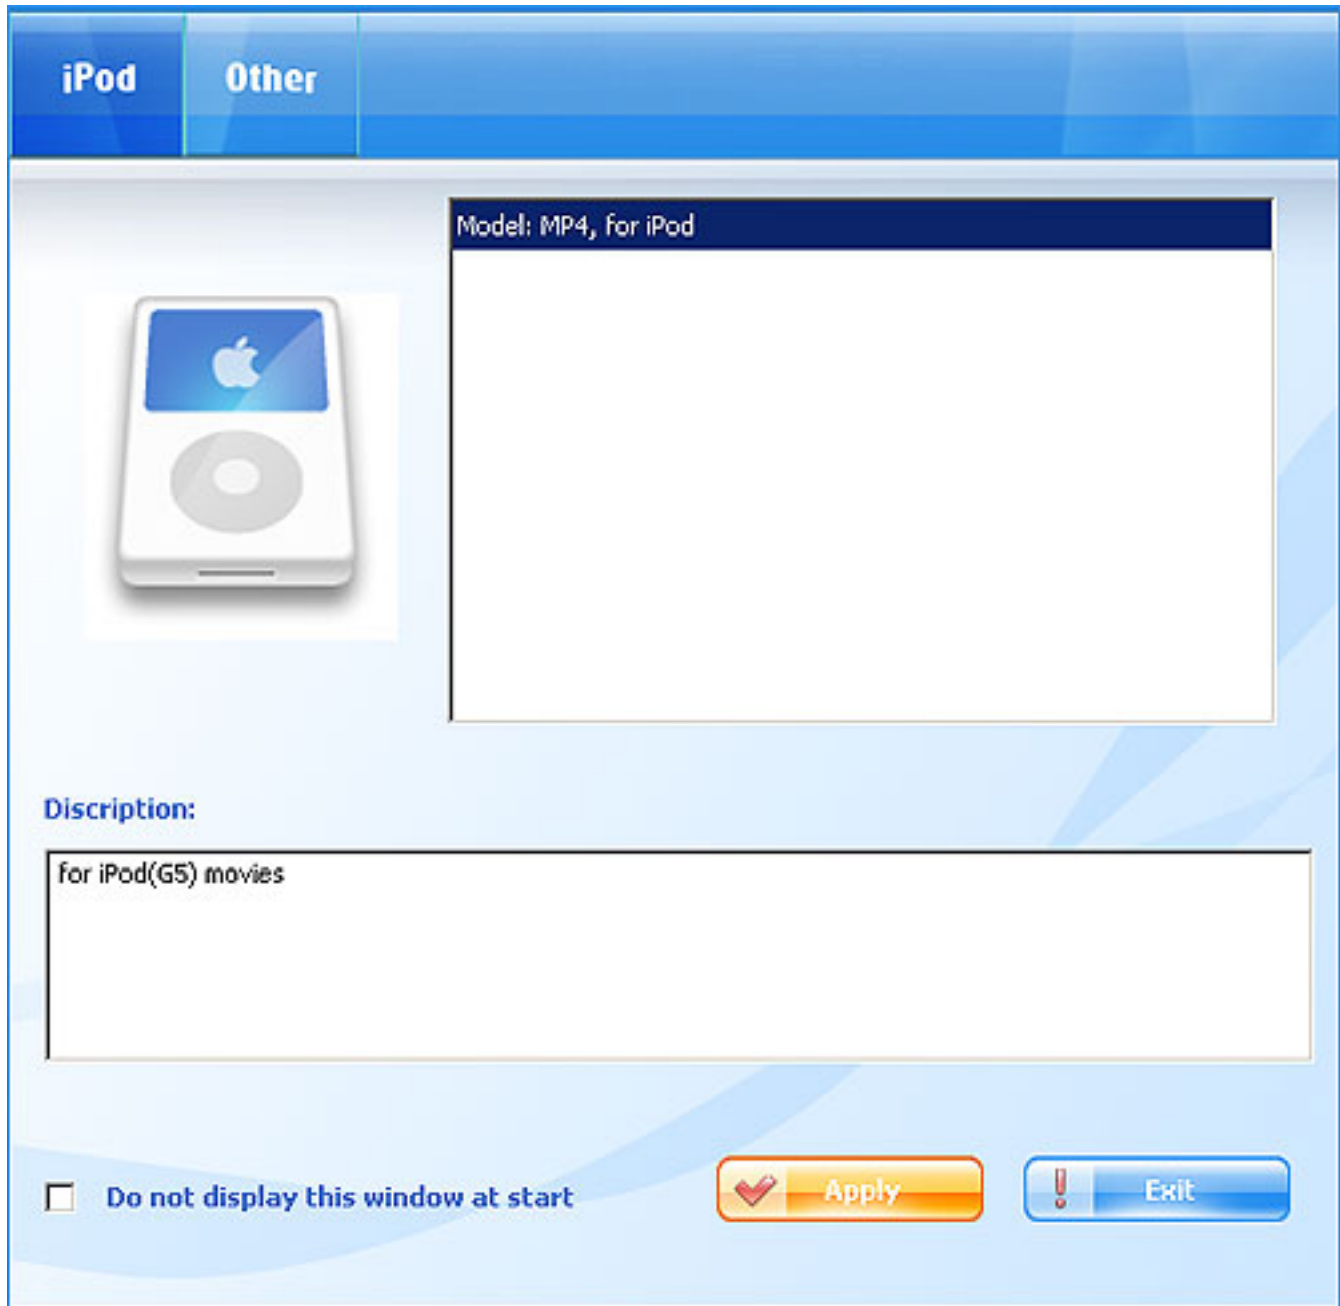 iPod
Other
Model: MP4, for iPod
Discription:
for iPod(G5) movies
Do not display this window at start
Apply
Exit